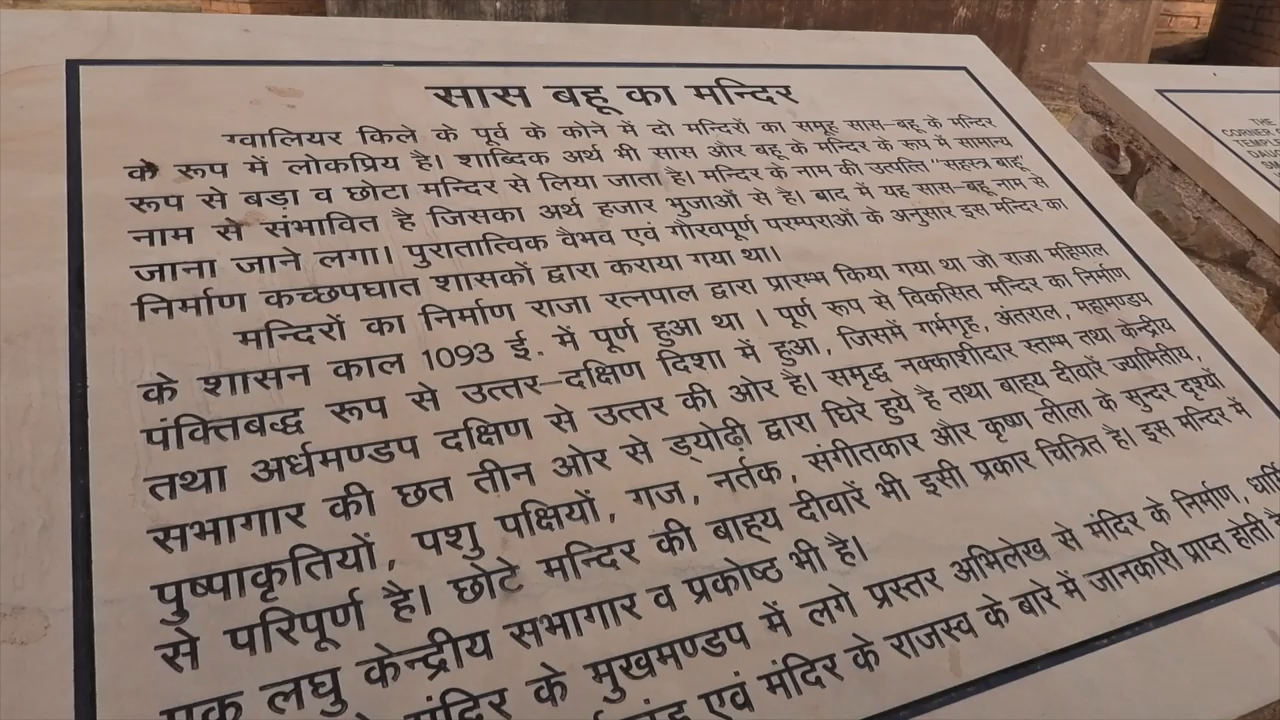 सास बहू का मन्दिर
ग्वालियर किले के पूर्व के कोने में दो मन्दिरों का समूह सास–बहू के मन्दिर
के रूप में लोकप्रिय है। शाब्दिक अर्थ भी सास और बहू के मन्दिर के रूप में सामान्य
रूप से बड़ा व छोटा मन्दिर से लिया जाता है। मन्दिर के नाम की उत्पत्ति "सहस्त्र बाहू"
नाम से संभावित है जिसका अर्थ हजार भुजाओं से है। बाद में यह सास–बहू नाम से
जाना जाने लगा। पुरातात्विक वैभव एवं गौरवपूर्ण परम्पराओं के अनुसार इस मन्दिर का
निर्माण कच्छपघात शासकों द्वारा कराया गया था।
मन्दिरों का निर्माण राजा रत्नपाल द्वारा प्रारम्भ किया गया था जो राजा महिपाल
के शासन काल 1093 ई. में पूर्ण हुआ था । पूर्ण रूप से विकसित मन्दिर का निर्माण
पंक्तिबद्ध रूप से उत्तर–दक्षिण दिशा में हुआ, जिसमें गर्भगृह, अंतराल, महामण्डप
तथा अर्धमण्डप दक्षिण से उत्तर की ओर है। समृद्ध नक्काशीदार स्तम्भ तथा केन्द्रीय
सभागार की छत तीन ओर से ड्योढ़ी द्वारा घिरे हुये है तथा बाह्य दीवारें ज्यामितीय,
पुष्पाकृतियों, पशु पक्षियों, गज, नर्तक, संगीतकार और कृष्ण लीला के सुन्दर दृश्यों
से परिपूर्ण है। छोटे मन्दिर की बाह्य दीवारें भी इसी प्रकार चित्रित है। इस मन्दिर में
एक लघु केन्द्रीय सभागार व प्रकोष्ठ भी है।
मंदिर के मुखमण्डप में लगे प्रस्तर अभिलेख से मंदिर के निर्माण,
एवं मंदिर के राजस्व के बारे में जानकारी प्राप्त होती
THE
CORNER
TEMPLE